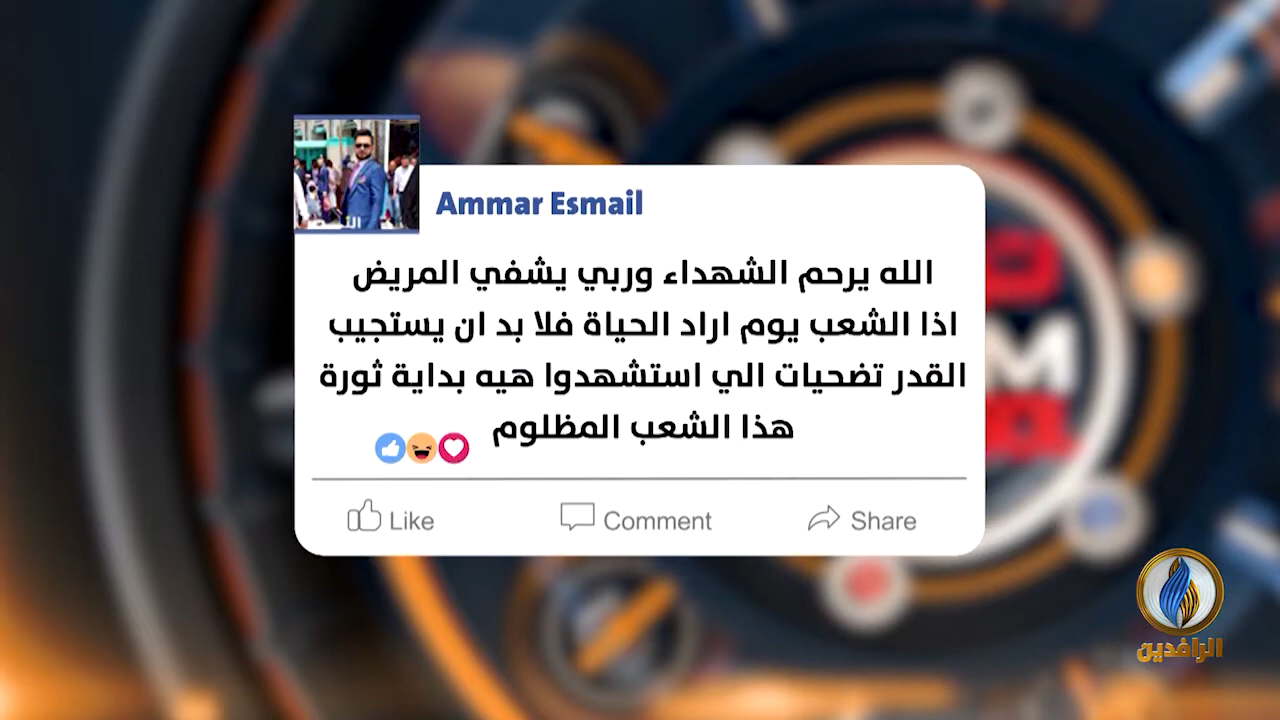 Ammar Esmail
الله يرحم الشهداء وربي يشفي المريض
اذا الشعب يوم اراد الحياة فلا بد ان يستجيب
القدر تضحيات الي استشهدوا هيه بداية ثورة
هذا الشعب المظلوم
Like Comment Share
الرافدين